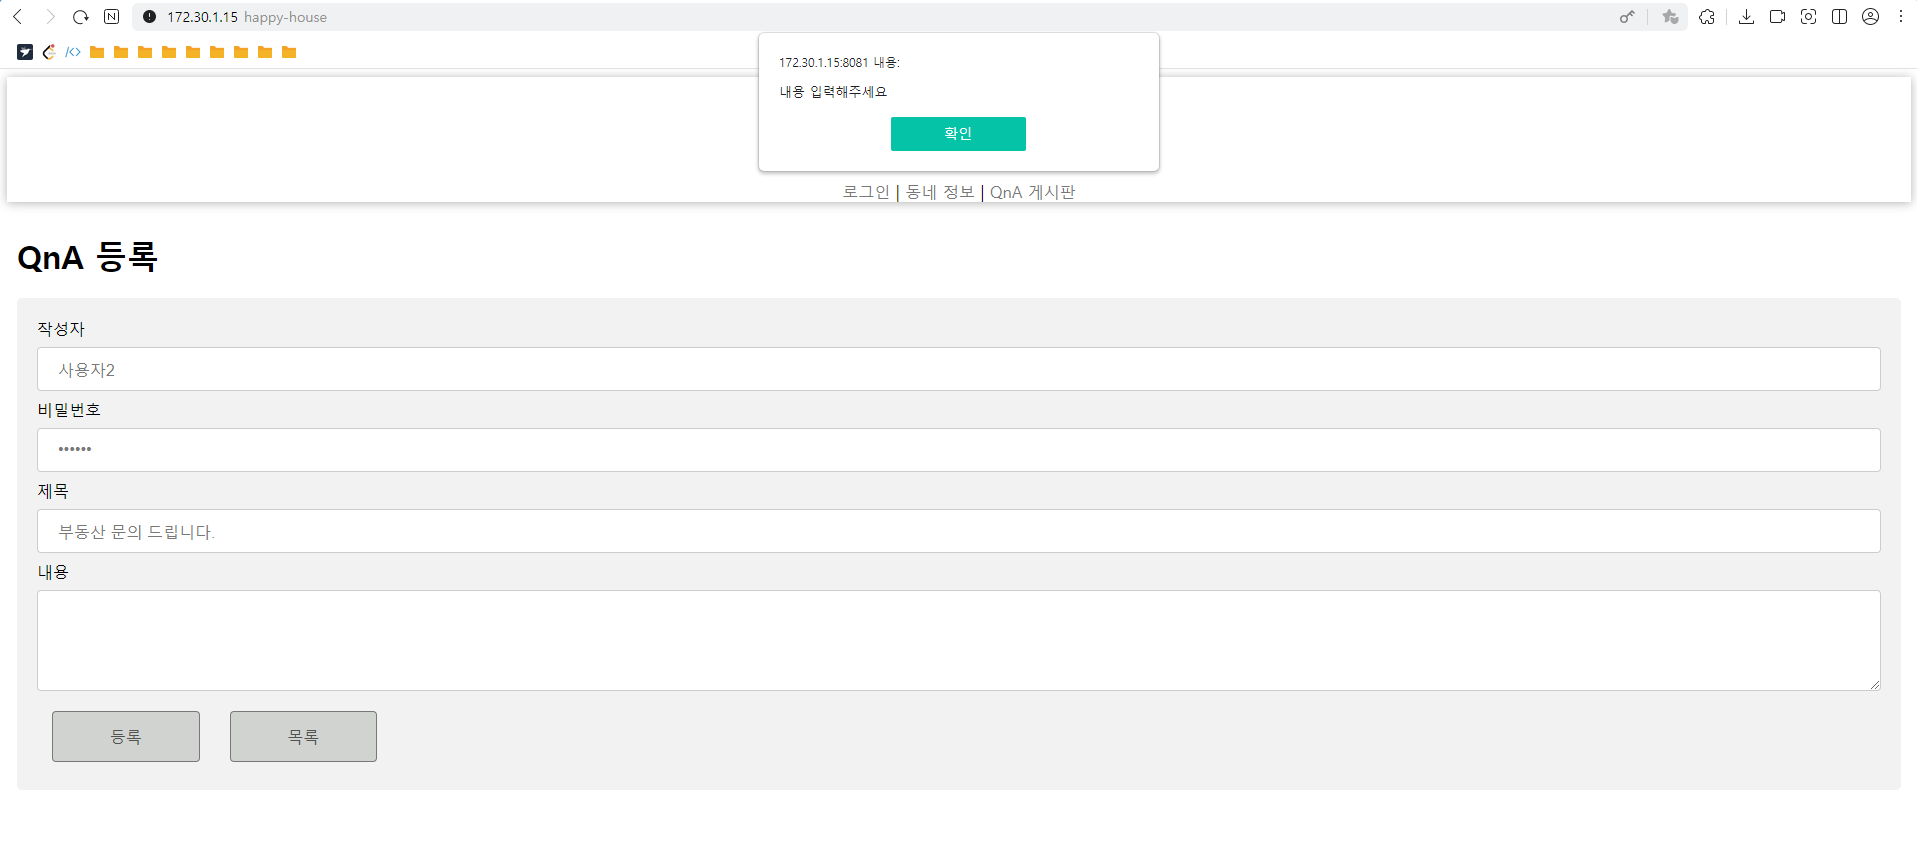 172.30.1.15 happy-house
172.30.1.15:8081 내용:
내용 입력해주세요
확인
로그인 | 동네 정보 | QnA 게시판
QnA 등록
작성자
사용자2
비밀번호
••••••
제목
부동산 문의 드립니다.
내용
등록 목록